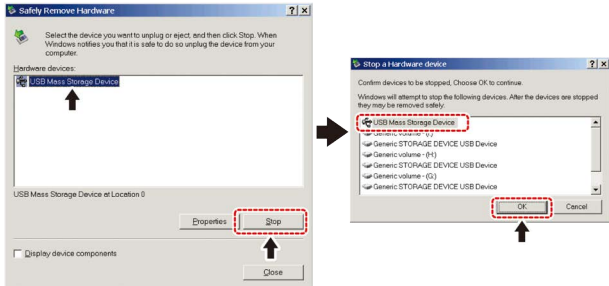 Safely Remove Hardware
Select the device you want to unplug or eject, and then click Stop. When
Windows notifies you that it is safe to do so unplug the device from your
computer.
Hardware devices:
USB Mass Storage Device
USB Mass Storage Device at Location 0
Properties
Stop
Display device components
Close
Stop a Hardware device
Confirm devices to be stopped, Choose OK to continue.
Windows will attempt to stop the following devices. After the devices are stopped
they may be removed safely.
USB Mass Storage Device
Generic volume - (I:)
Generic STORAGE DEVICE USB Device
Generic volume - (H:)
Generic STORAGE DEVICE USB Device
Generic volume - (G:)
Generic STORAGE DEVICE USB Device
OK
Cancel